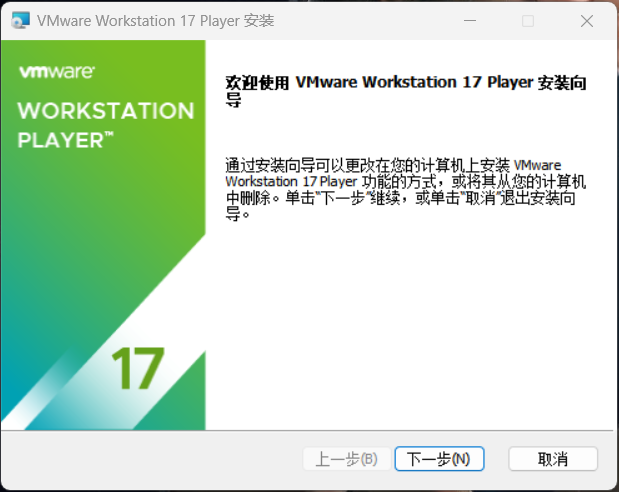 VMware Workstation 17 Player 安装
vmware
WORKSTATION
PLAYER™
17
欢迎使用 VMware Workstation 17 Player 安装向
导
通过安装向导可以更改在您的计算机上安装 VMware
Workstation 17 Player 功能的方式，或将其从您的计算机
中删除。单击“下一步”继续，或单击“取消”退出安装向
导。
上一步(B)
下一步(N)
取消